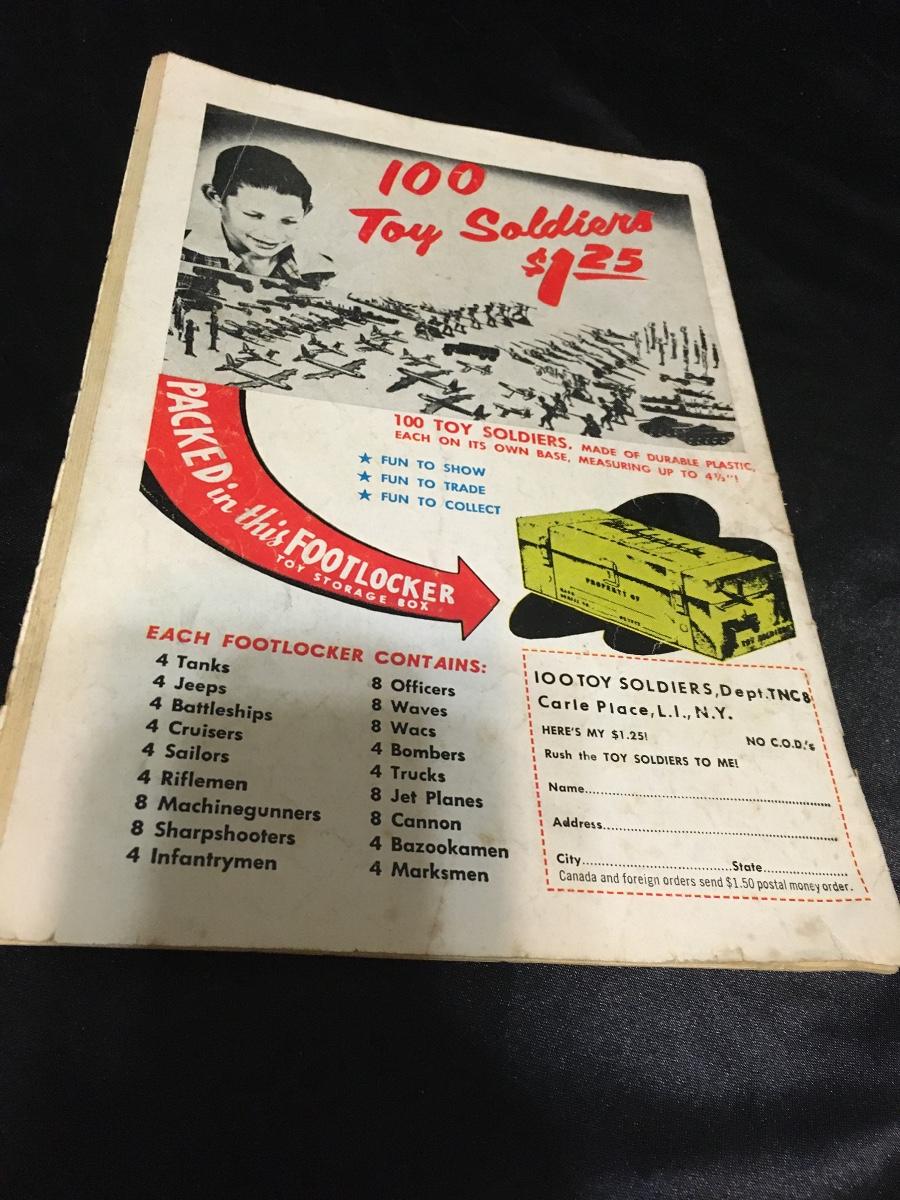 100
Toy Soldiers
$1.25
PACKED in this FOOTLOCKER
TOY STORAGE BOX
100 TOY SOLDIERS, MADE OF DURABLE PLASTIC,
EACH ON ITS OWN BASE, MEASURING UP TO 4½"!
★ FUN TO SHOW
★ FUN TO TRADE
★ FUN TO COLLECT
PROPERTY OF
TOY SOLDIERS
EACH FOOTLOCKER CONTAINS:
4 Tanks
4 Jeeps
4 Battleships
4 Cruisers
4 Sailors
4 Riflemen
8 Machinegunners
8 Sharpshooters
4 Infantrymen
8 Officers
8 Waves
8 Wacs
4 Bombers
4 Trucks
8 Jet Planes
8 Cannon
4 Bazookamen
4 Marksmen
100 TOY SOLDIERS, Dept. TNC8
Carle Place, L.I., N.Y.
HERE'S MY $1.25! NO C.O.D.'s
Rush the TOY SOLDIERS TO ME!
Name
Address
City State
Canada and foreign orders send $1.50 postal money order.